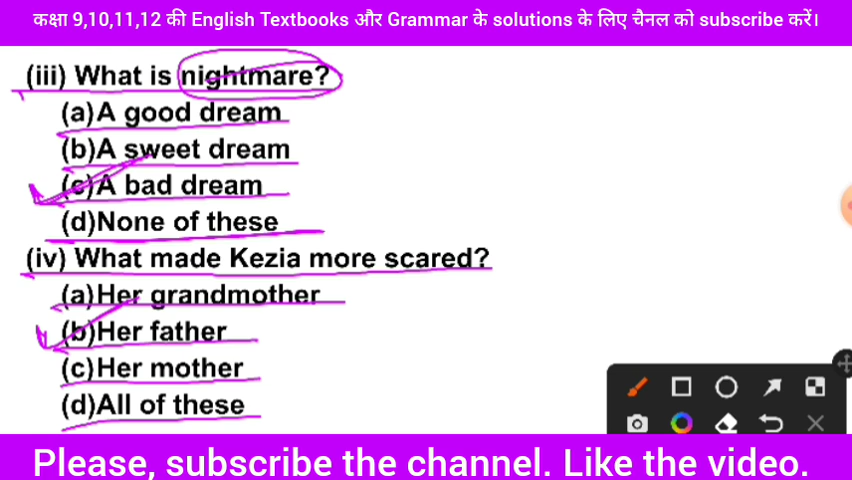 कक्षा 9,10,11,12 की English Textbooks और Grammar के solutions के लिए चैनल को subscribe करें।
(iii) What is nightmare?
(a)A good dream
(b)A sweet dream
(c)A bad dream
(d)None of these
(iv) What made Kezia more scared?
(a)Her grandmother
(b)Her father
(c)Her mother
(d)All of these
Please, subscribe the channel. Like the video.